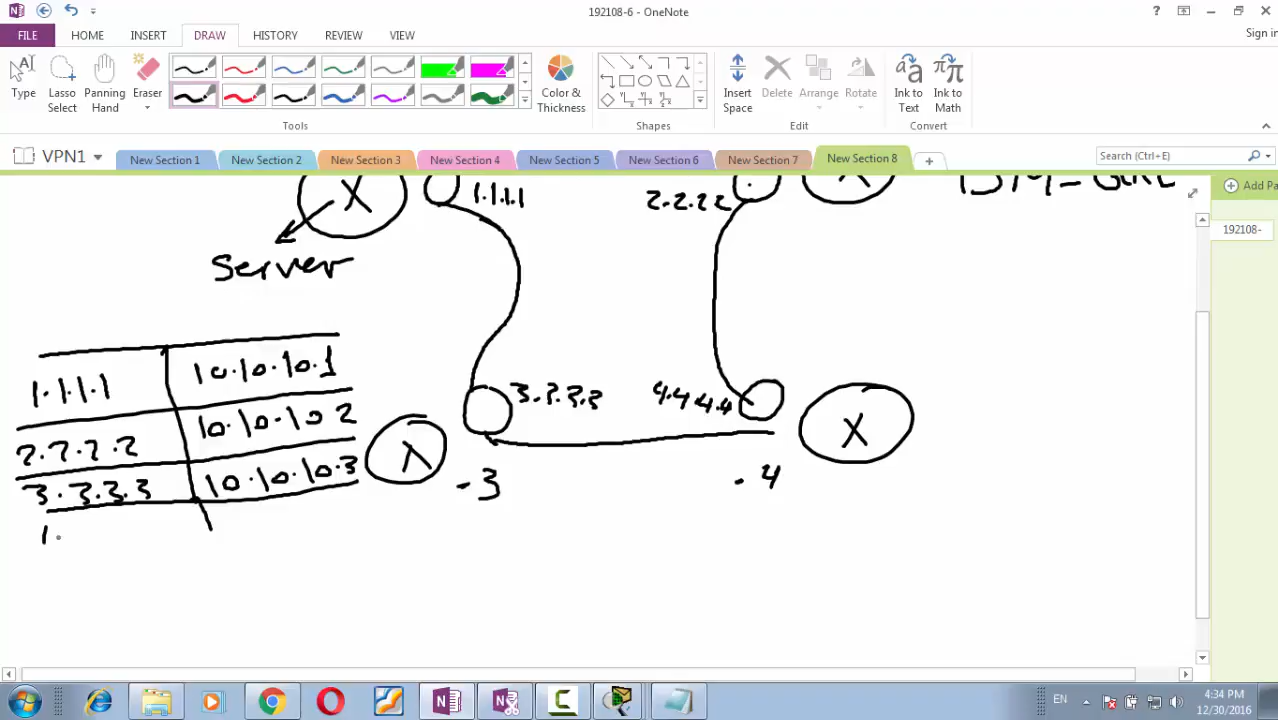 192108-6 - OneNote
?
Sign in
FILE HOME INSERT DRAW HISTORY REVIEW VIEW
Type Lasso Select Panning Hand Eraser
Color & Thickness
Insert Space Delete Arrange Rotate
Ink to Text Ink to Math
Tools Shapes Edit Convert
VPN1 New Section 1 New Section 2 New Section 3 New Section 4 New Section 5 New Section 6 New Section 7 New Section 8
Search (Ctrl+E)
Add Pa
192108-
X 1.1.1.1 2.2.2.2 X
Server
1.1.1.1 10.10.10.1
2.2.2.2 10.10.10.2
3.3.3.3 10.10.10.3
1.
3.3.3.3 4.4.4.4
X X
.3 .4
EN
4:34 PM
12/30/2016